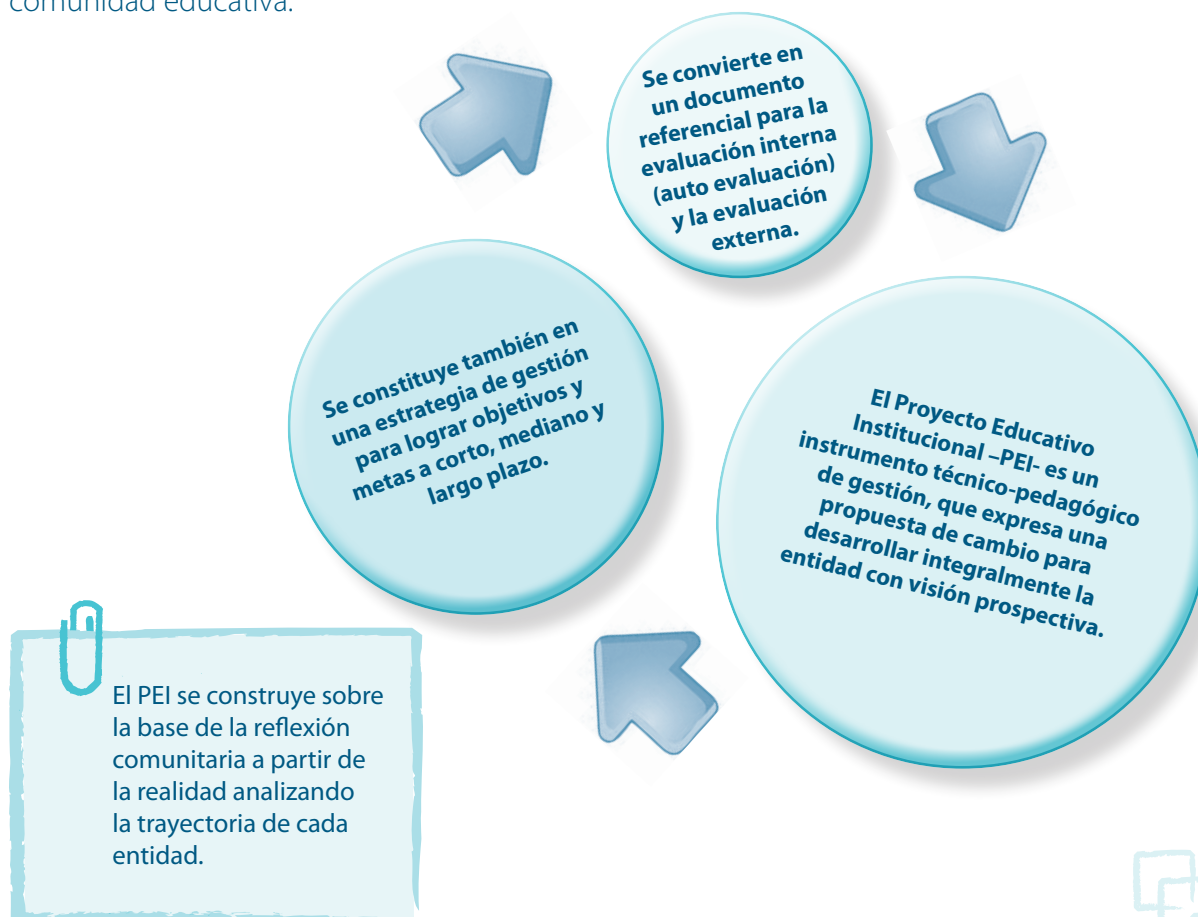 comunidad educativa.
Se convierte en
un documento
referencial para la
evaluación interna
(auto evaluación)
y la evaluación
externa.
Se constituye también en
una estrategia de gestión
para lograr objetivos y
metas a corto, mediano y
largo plazo.
El Proyecto Educativo
Institucional –PEI- es un
instrumento técnico-pedagógico
de gestión, que expresa una
propuesta de cambio para
desarrollar integralmente la
entidad con visión prospectiva.
El PEI se construye sobre
la base de la reflexión
comunitaria a partir de
la realidad analizando
la trayectoria de cada
entidad.